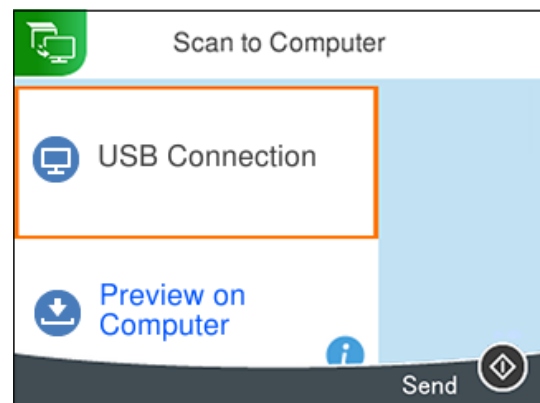 Scan to Computer
USB Connection
Preview on
Computer
i
Send